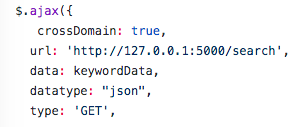 $.ajax({
crossDomain: true,
url: 'http://127.0.0.1:5000/search',
data: keywordData,
datatype: "json",
type: 'GET',